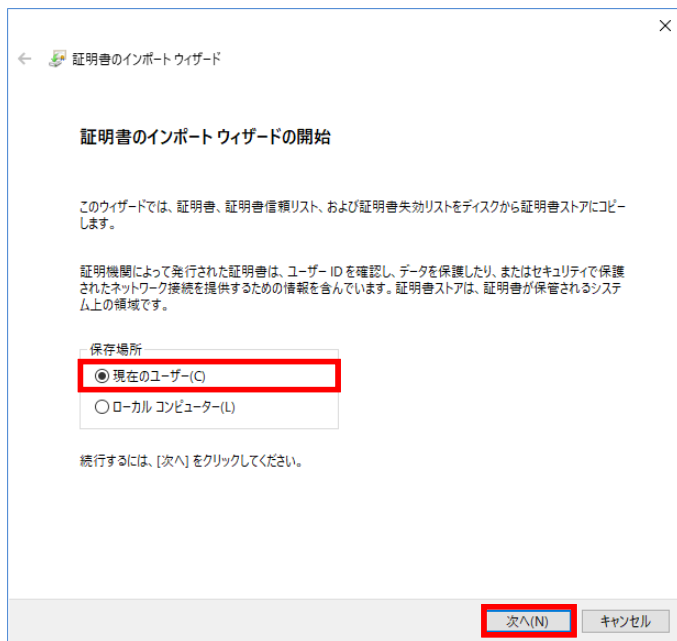 証明書のインポート ウィザード
証明書のインポート ウィザードの開始
このウィザードでは、証明書、証明書信頼リスト、および証明書失効リストをディスクから証明書ストアにコピー
します。
証明機関によって発行された証明書は、ユーザー ID を確認し、データを保護したり、またはセキュリティで保護
されたネットワーク接続を提供するための情報を含んでいます。証明書ストアは、証明書が保管されるシステ
ム上の領域です。
保存場所
現在のユーザー(C)
ローカル コンピューター(L)
続行するには、[次へ] をクリックしてください。
次へ(N) キャンセル